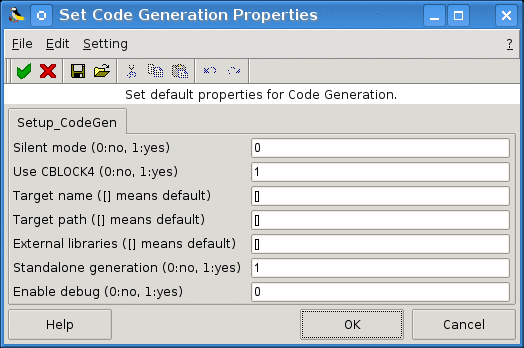 Set Code Generation Properties
File Edit Setting ?
Set default properties for Code Generation.
Setup_CodeGen
Silent mode (0:no, 1:yes) 0
Use CBLOCK4 (0:no, 1:yes) 1
Target name ([] means default) []
Target path ([] means default) []
External libraries ([] means default) []
Standalone generation (0:no, 1:yes) 1
Enable debug (0:no, 1:yes) 0
Help OK Cancel